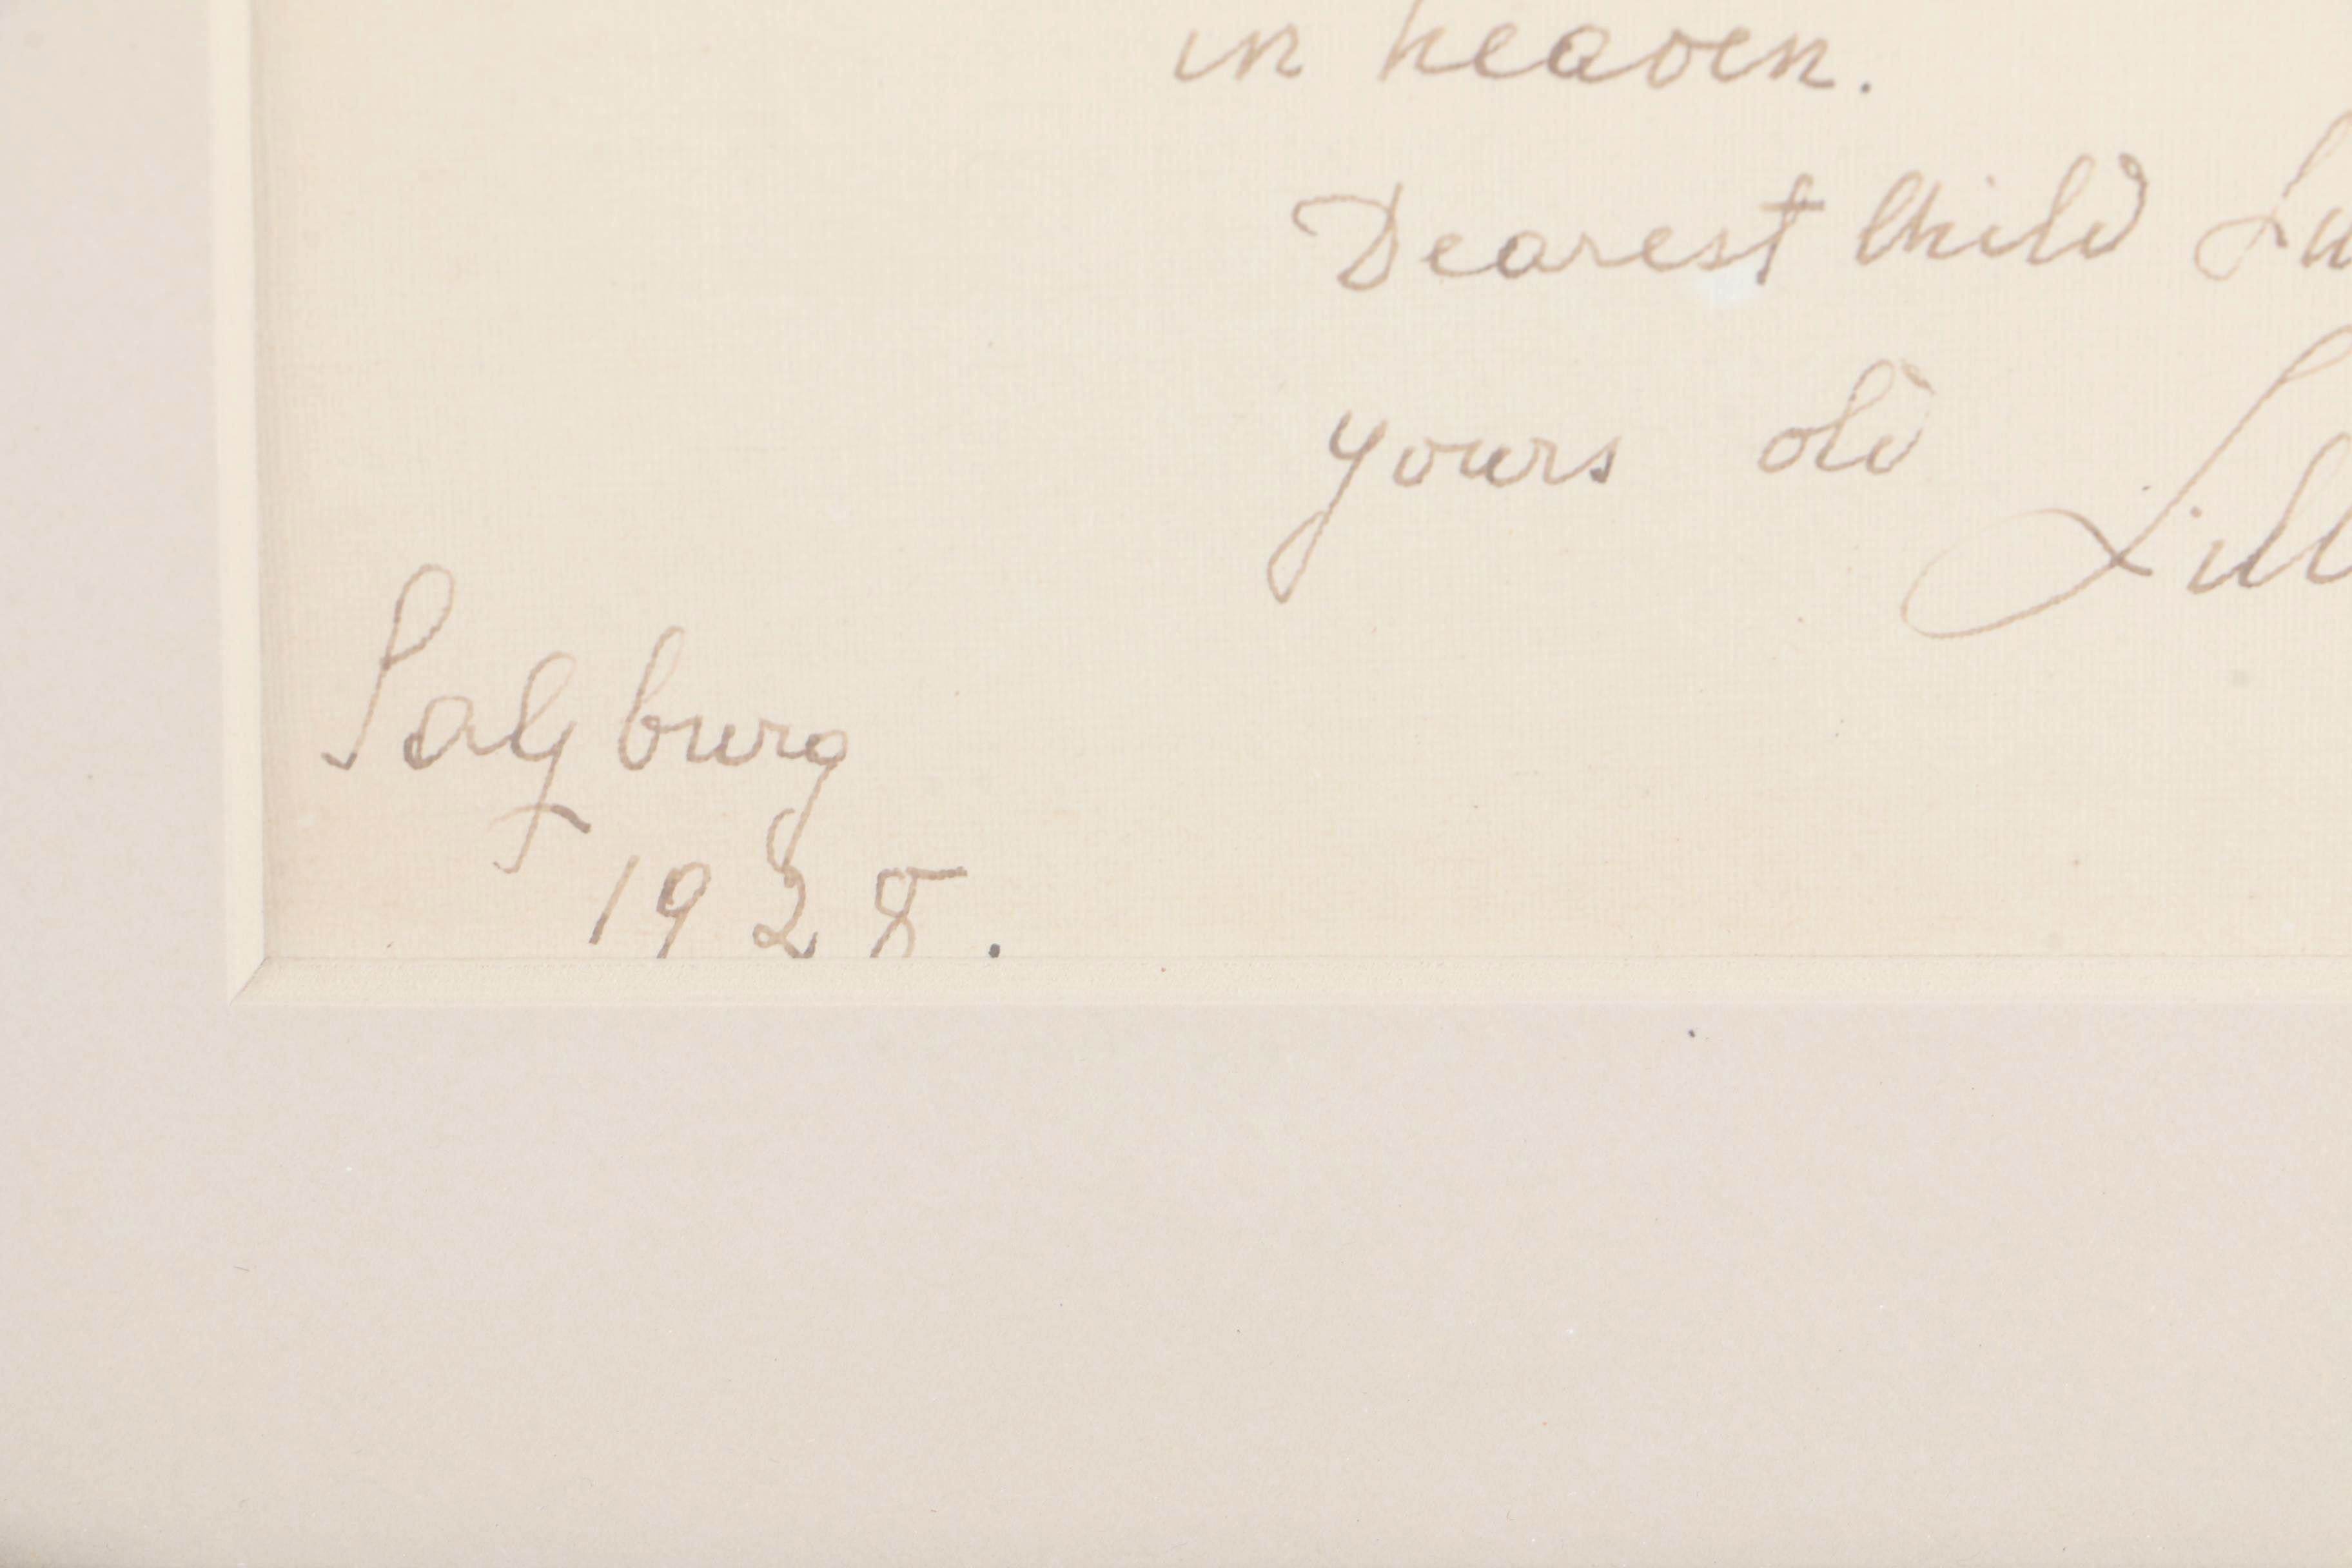 in heaven.
Dearest Child
yours old
Salzburg
1928.